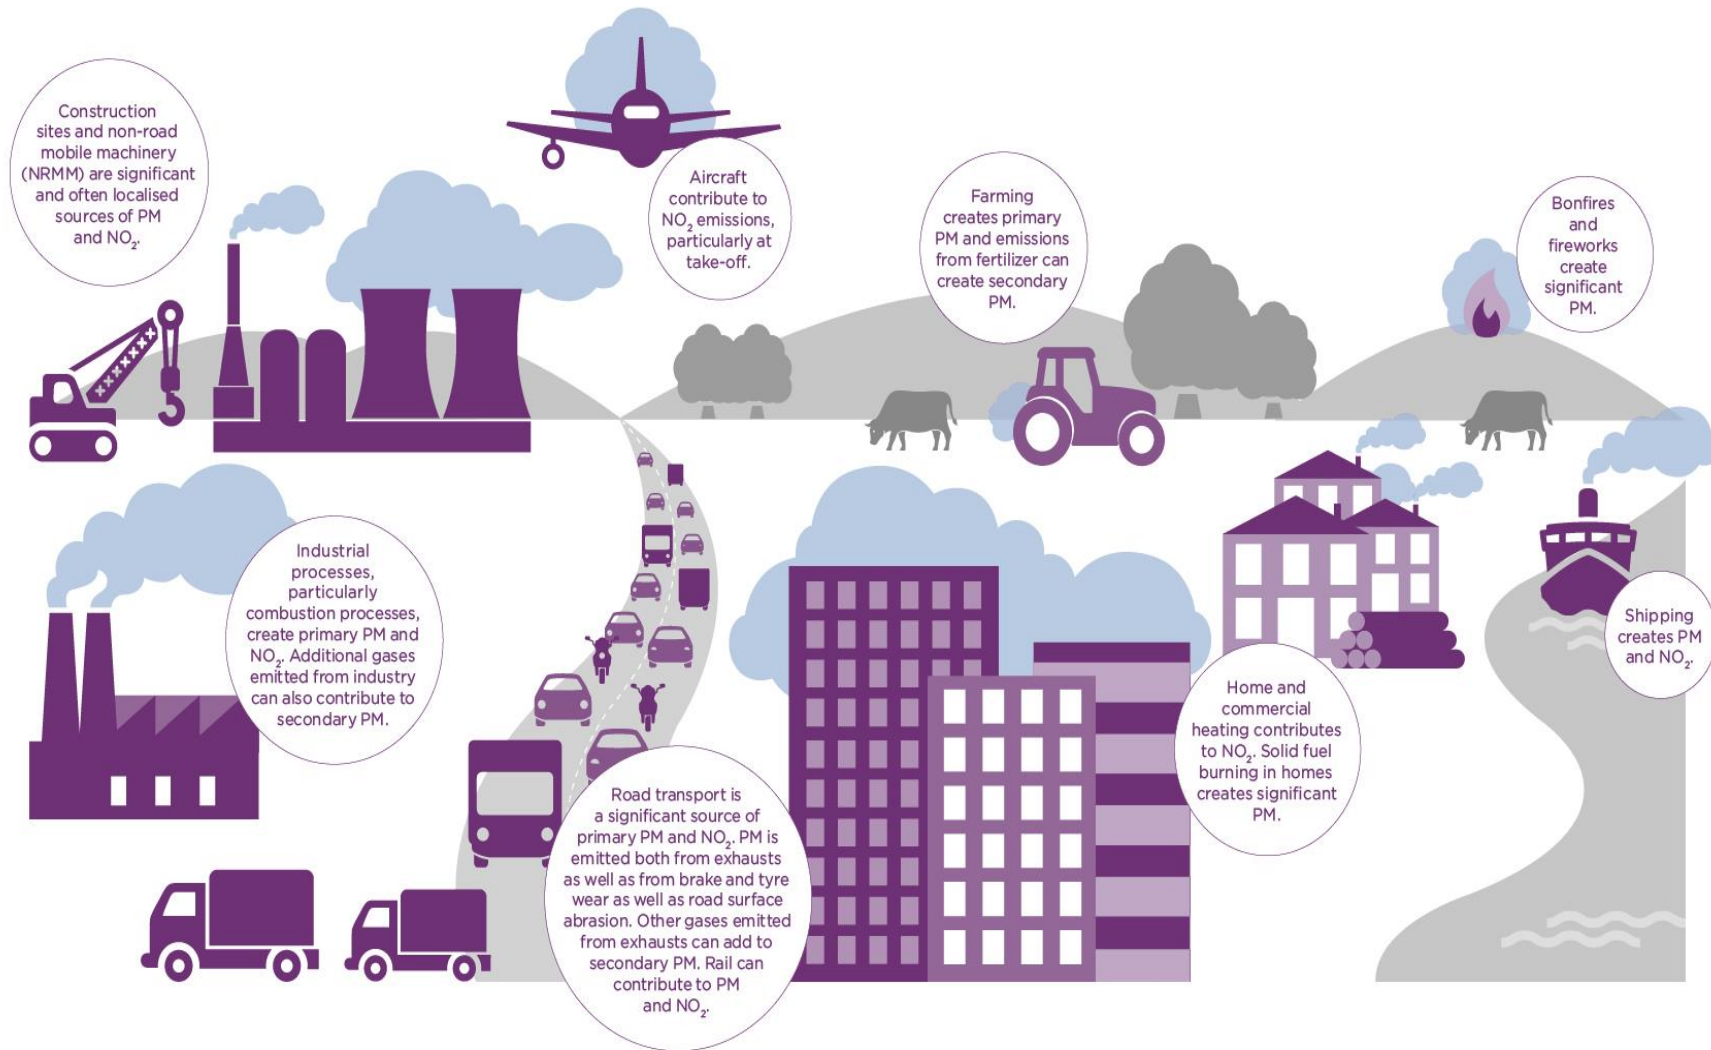 Construction
sites and non-road
mobile machinery
(NRMM) are significant
and often localised
sources of PM
and NO₂.
Aircraft
contribute to
NO₂ emissions,
particularly at
take-off.
Farming
creates primary
PM and emissions
from fertilizer can
create secondary
PM.
Bonfires
and
fireworks
create
significant
PM.
Industrial
processes,
particularly
combustion processes,
create primary PM and
NO₂. Additional gases
emitted from industry
can also contribute to
secondary PM.
Road transport is
a significant source of
primary PM and NO₂. PM is
emitted both from exhausts
as well as from brake and tyre
wear as well as road surface
abrasion. Other gases emitted
from exhausts can add to
secondary PM. Rail can
contribute to PM
and NO₂.
Home and
commercial
heating contributes
to NO₂. Solid fuel
burning in homes
creates significant
PM.
Shipping
creates PM
and NO₂.